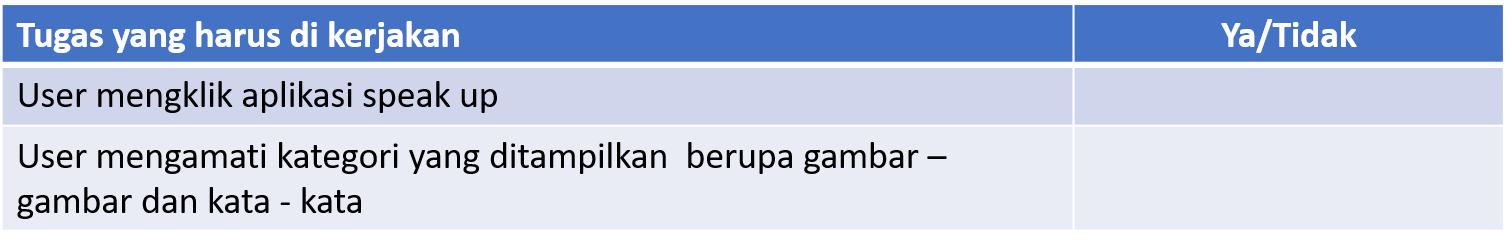 Tugas yang harus di kerjakan
Ya/Tidak
User mengklik aplikasi speak up
User mengamati kategori yang ditampilkan  berupa gambar –
gambar dan kata - kata